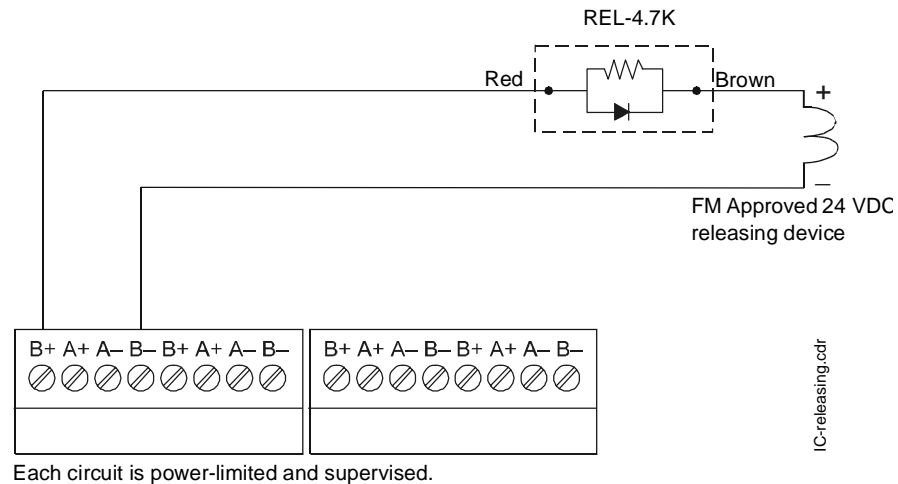 REL-4.7K
Red
Brown
+
–
FM Approved 24 VDC
releasing device
B+ A+ A– B– B+ A+ A– B–
B+ A+ A– B– B+ A+ A– B–
IC-releasing.cdr
Each circuit is power-limited and supervised.